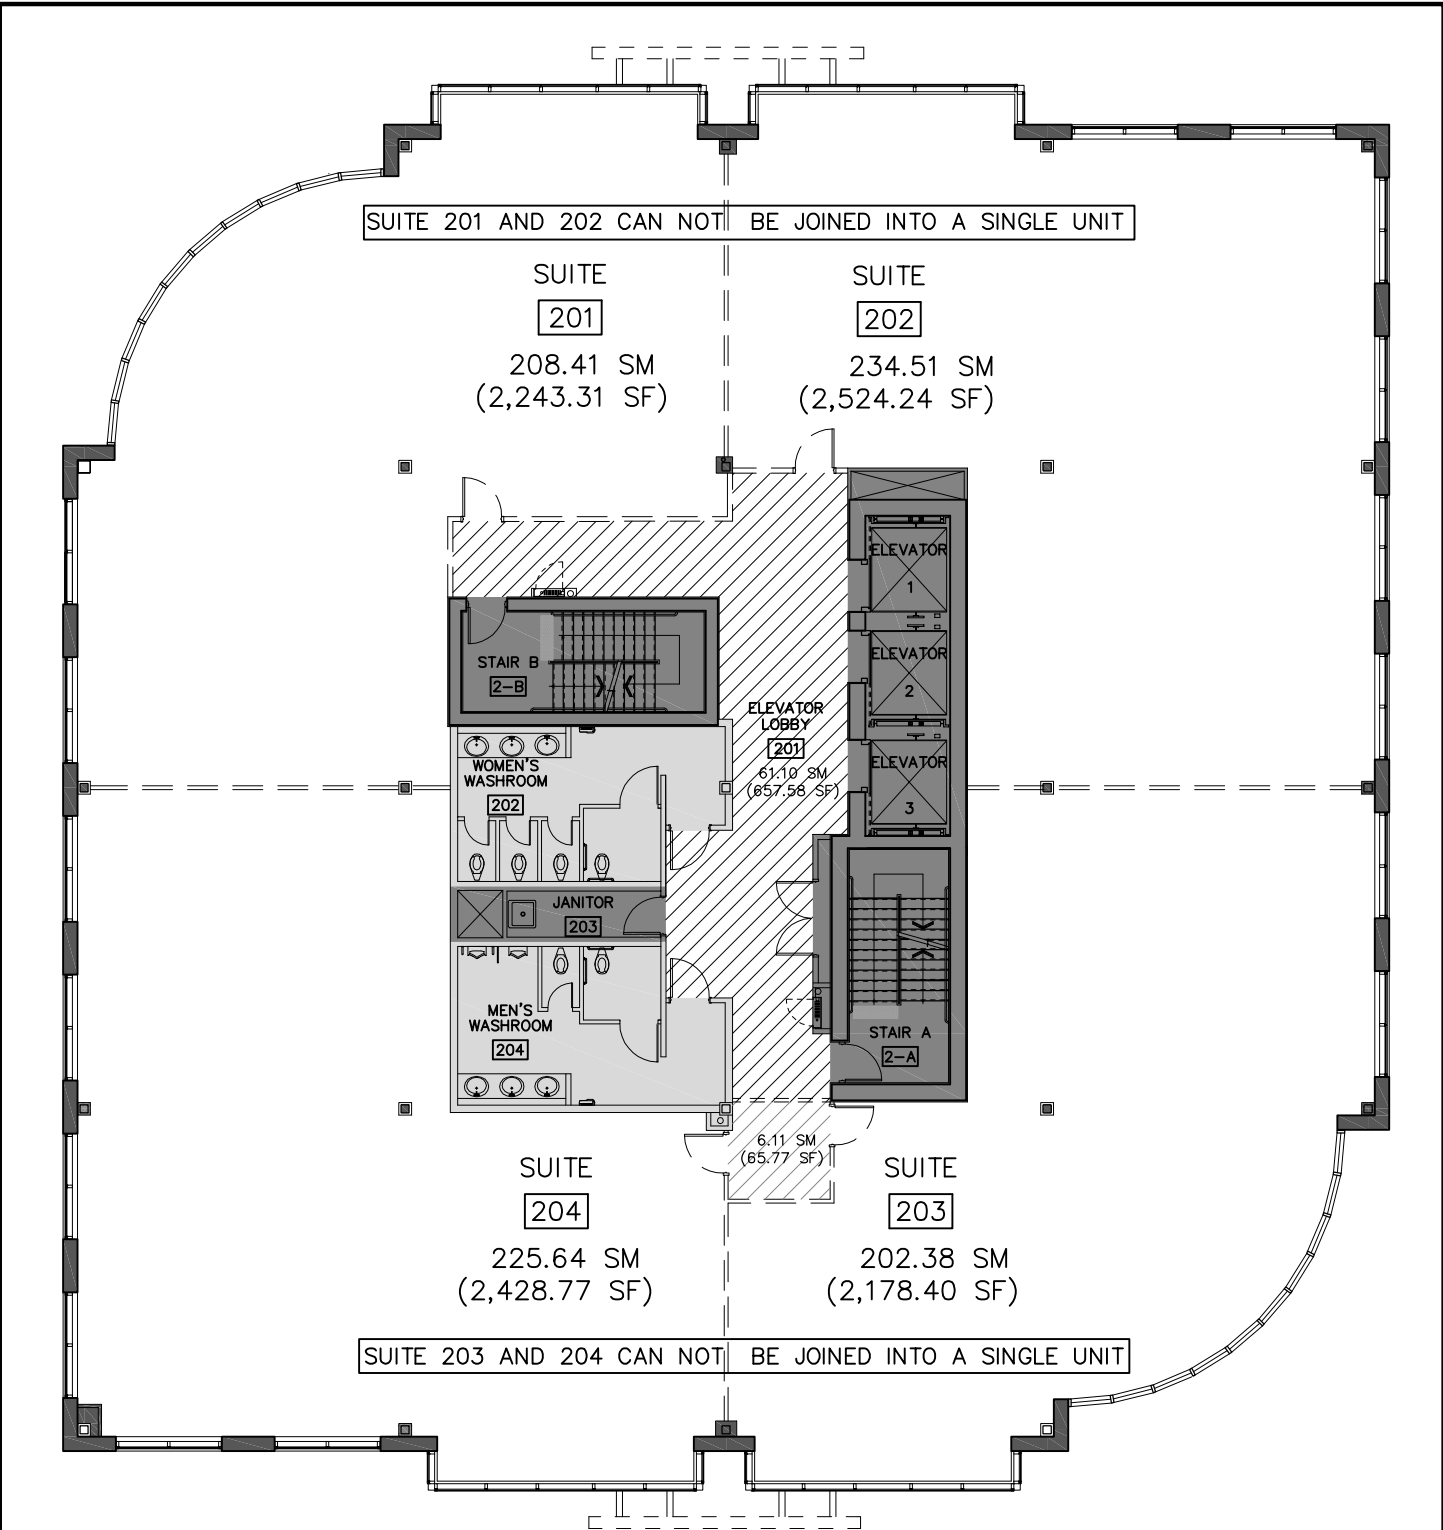 SUITE 201 AND 202 CAN NOT BE JOINED INTO A SINGLE UNIT
SUITE
201
208.41 SM
(2,243.31 SF)
SUITE
202
234.51 SM
(2,524.24 SF)
ELEVATOR
1
ELEVATOR
2
ELEVATOR
3
STAIR B
2-B
ELEVATOR
LOBBY
201
61.10 SM
(657.58 SF)
WOMEN'S
WASHROOM
202
JANITOR
203
MEN'S
WASHROOM
204
STAIR A
2-A
6.11 SM
(65.77 SF)
SUITE
204
225.64 SM
(2,428.77 SF)
SUITE
203
202.38 SM
(2,178.40 SF)
SUITE 203 AND 204 CAN NOT BE JOINED INTO A SINGLE UNIT